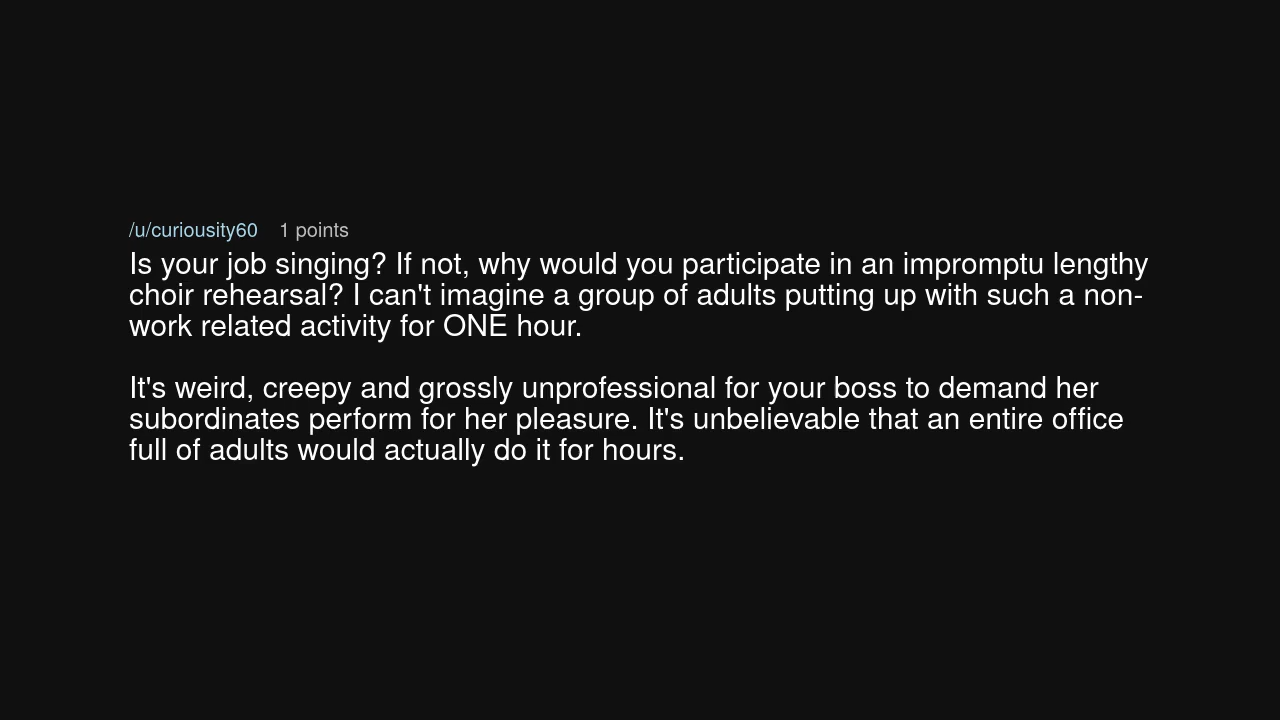 /u/curiousity60 1 points
Is your job singing? If not, why would you participate in an impromptu lengthy
choir rehearsal? I can't imagine a group of adults putting up with such a non-
work related activity for ONE hour.
It's weird, creepy and grossly unprofessional for your boss to demand her
subordinates perform for her pleasure. It's unbelievable that an entire office
full of adults would actually do it for hours.